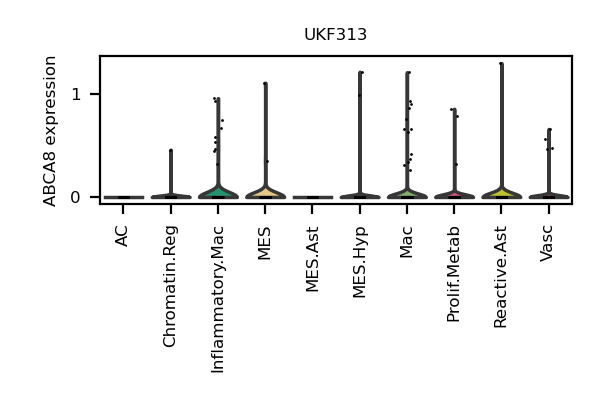 UKF313
ABCA8 expression
1
0
AC
Chromatin.Reg
Inflammatory.Mac
MES
MES.Ast
MES.Hyp
Mac
Prolif.Metab
Reactive.Ast
Vasc